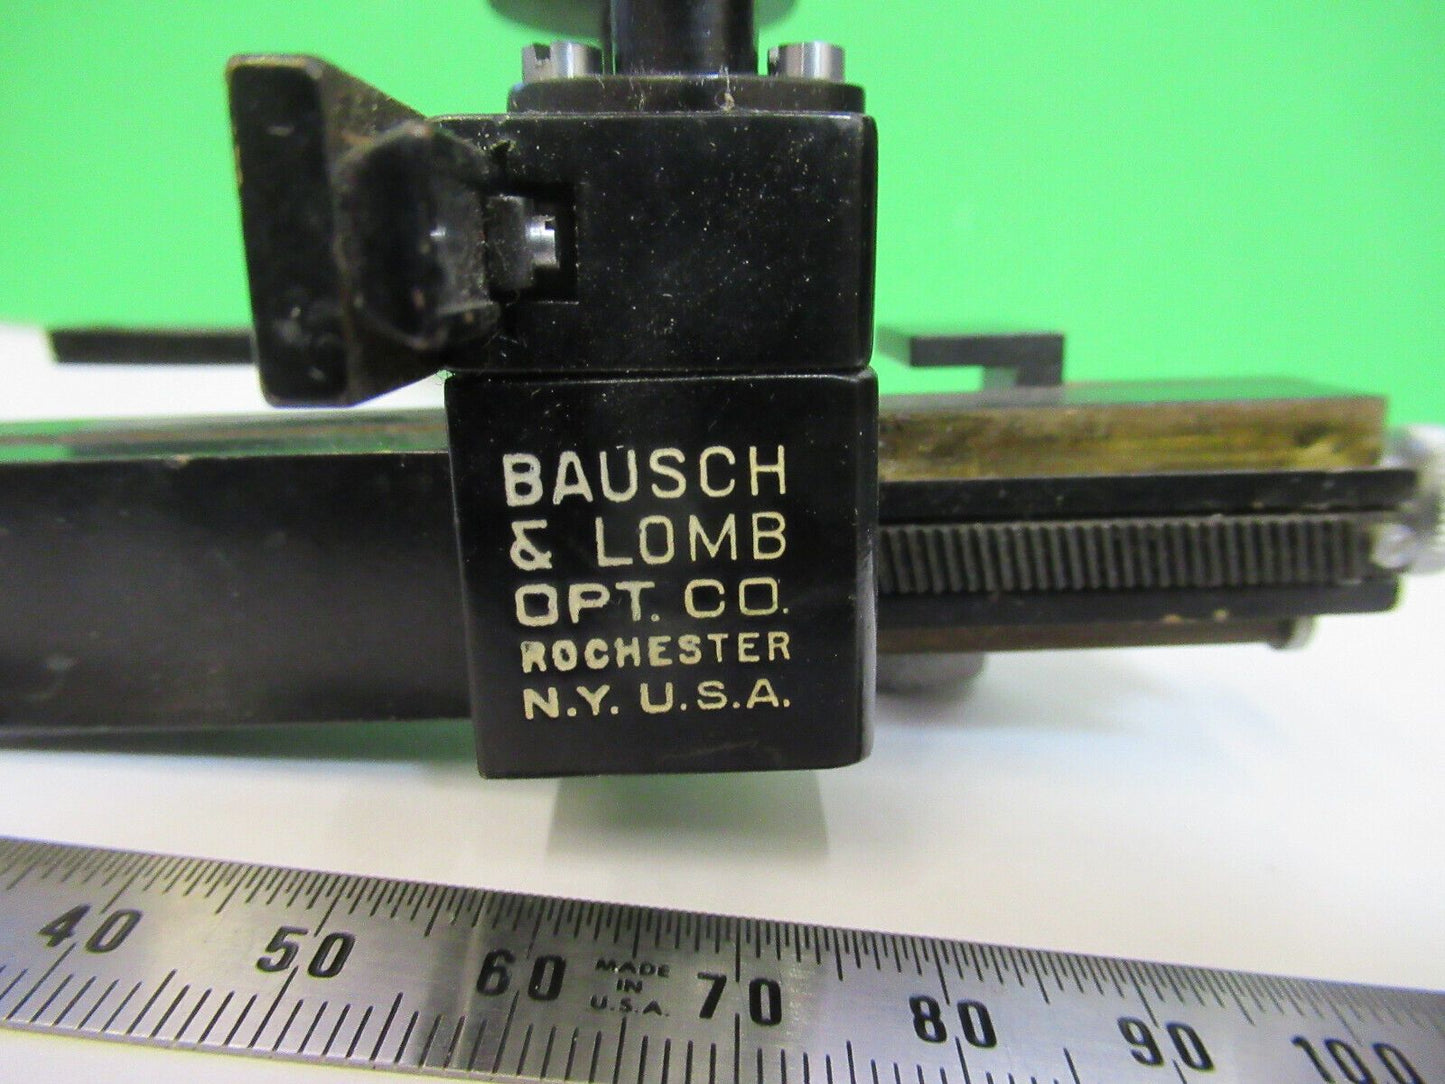 BAUSCH
& LOMB
OPT. CO.
ROCHESTER
N.Y. U.S.A.
40 50 60 70 80 90 100
MADE
IN
U.S.A.